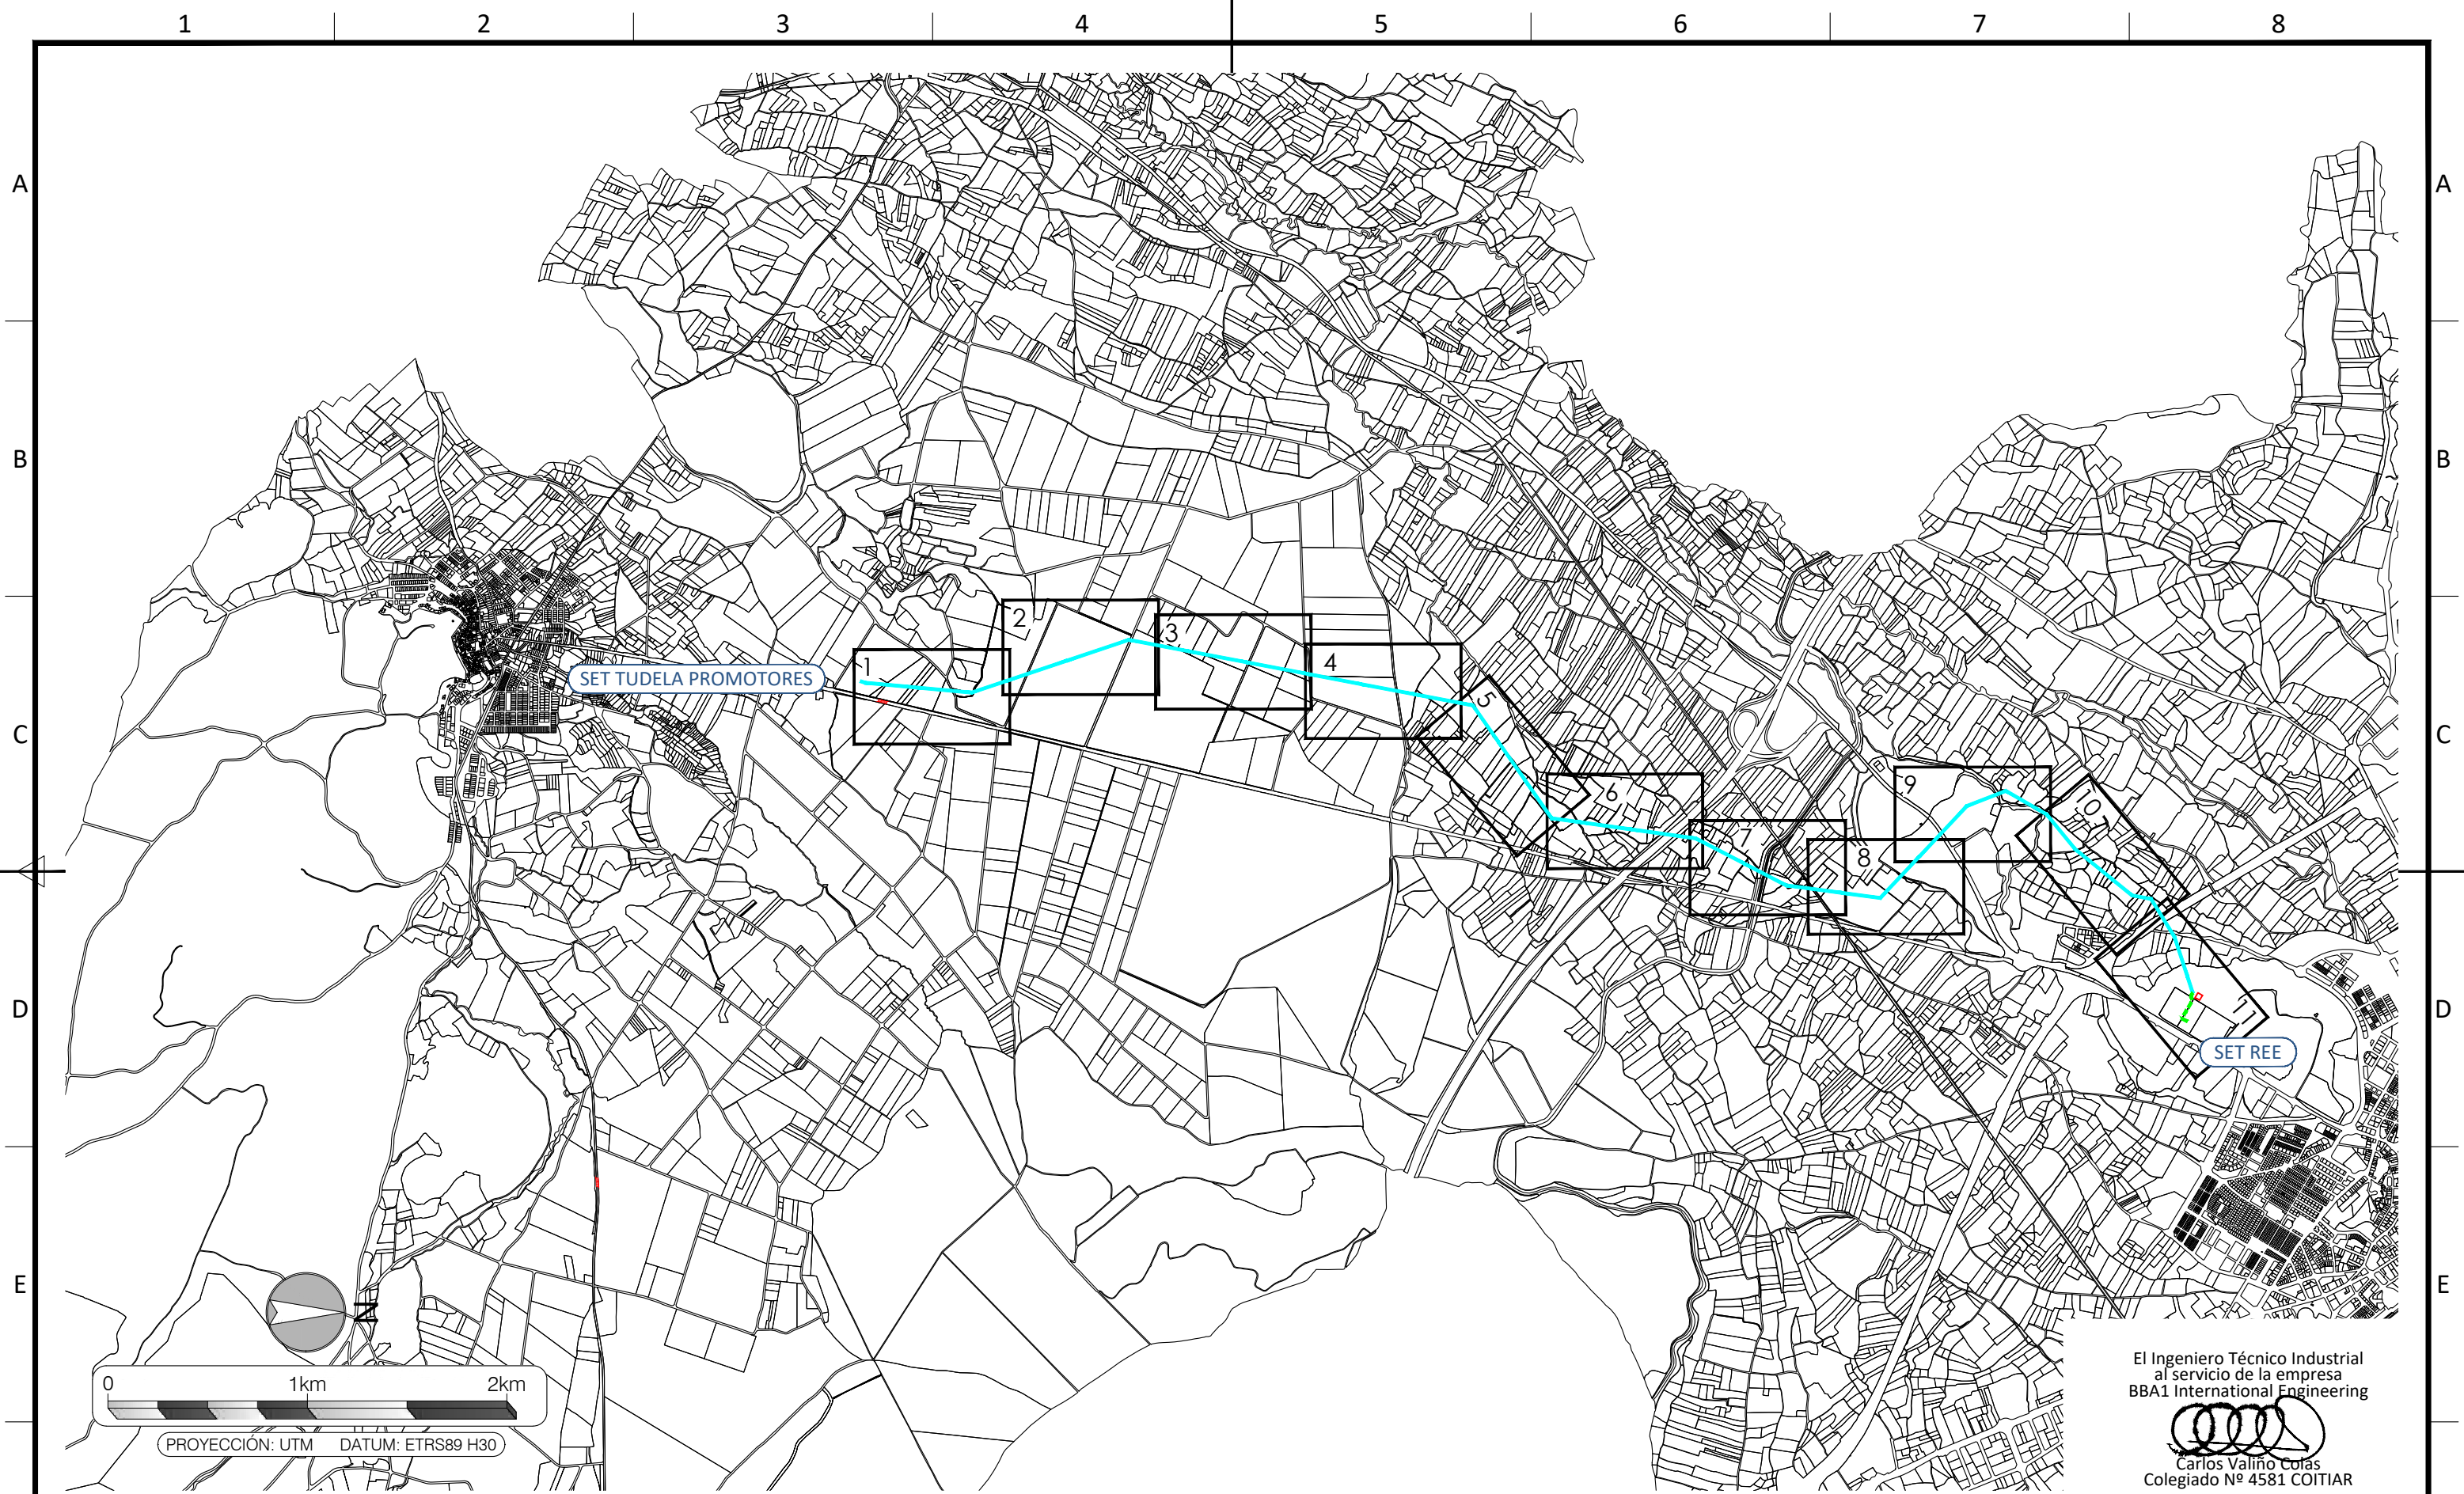 1 2 3 4 5 6 7 8
A A
B B
2
3
4
1
SET TUDELA PROMOTORES
5
C C
6
9
10
7
8
D D
11
SET REE
E E
N
0 1km 2km
PROYECCIÓN: UTM DATUM: ETRS89 H30
El Ingeniero Técnico Industrial
al servicio de la empresa
BBA1 International Engineering
Carlos Valiño Colás
Colegiado Nº 4581 COITIAR